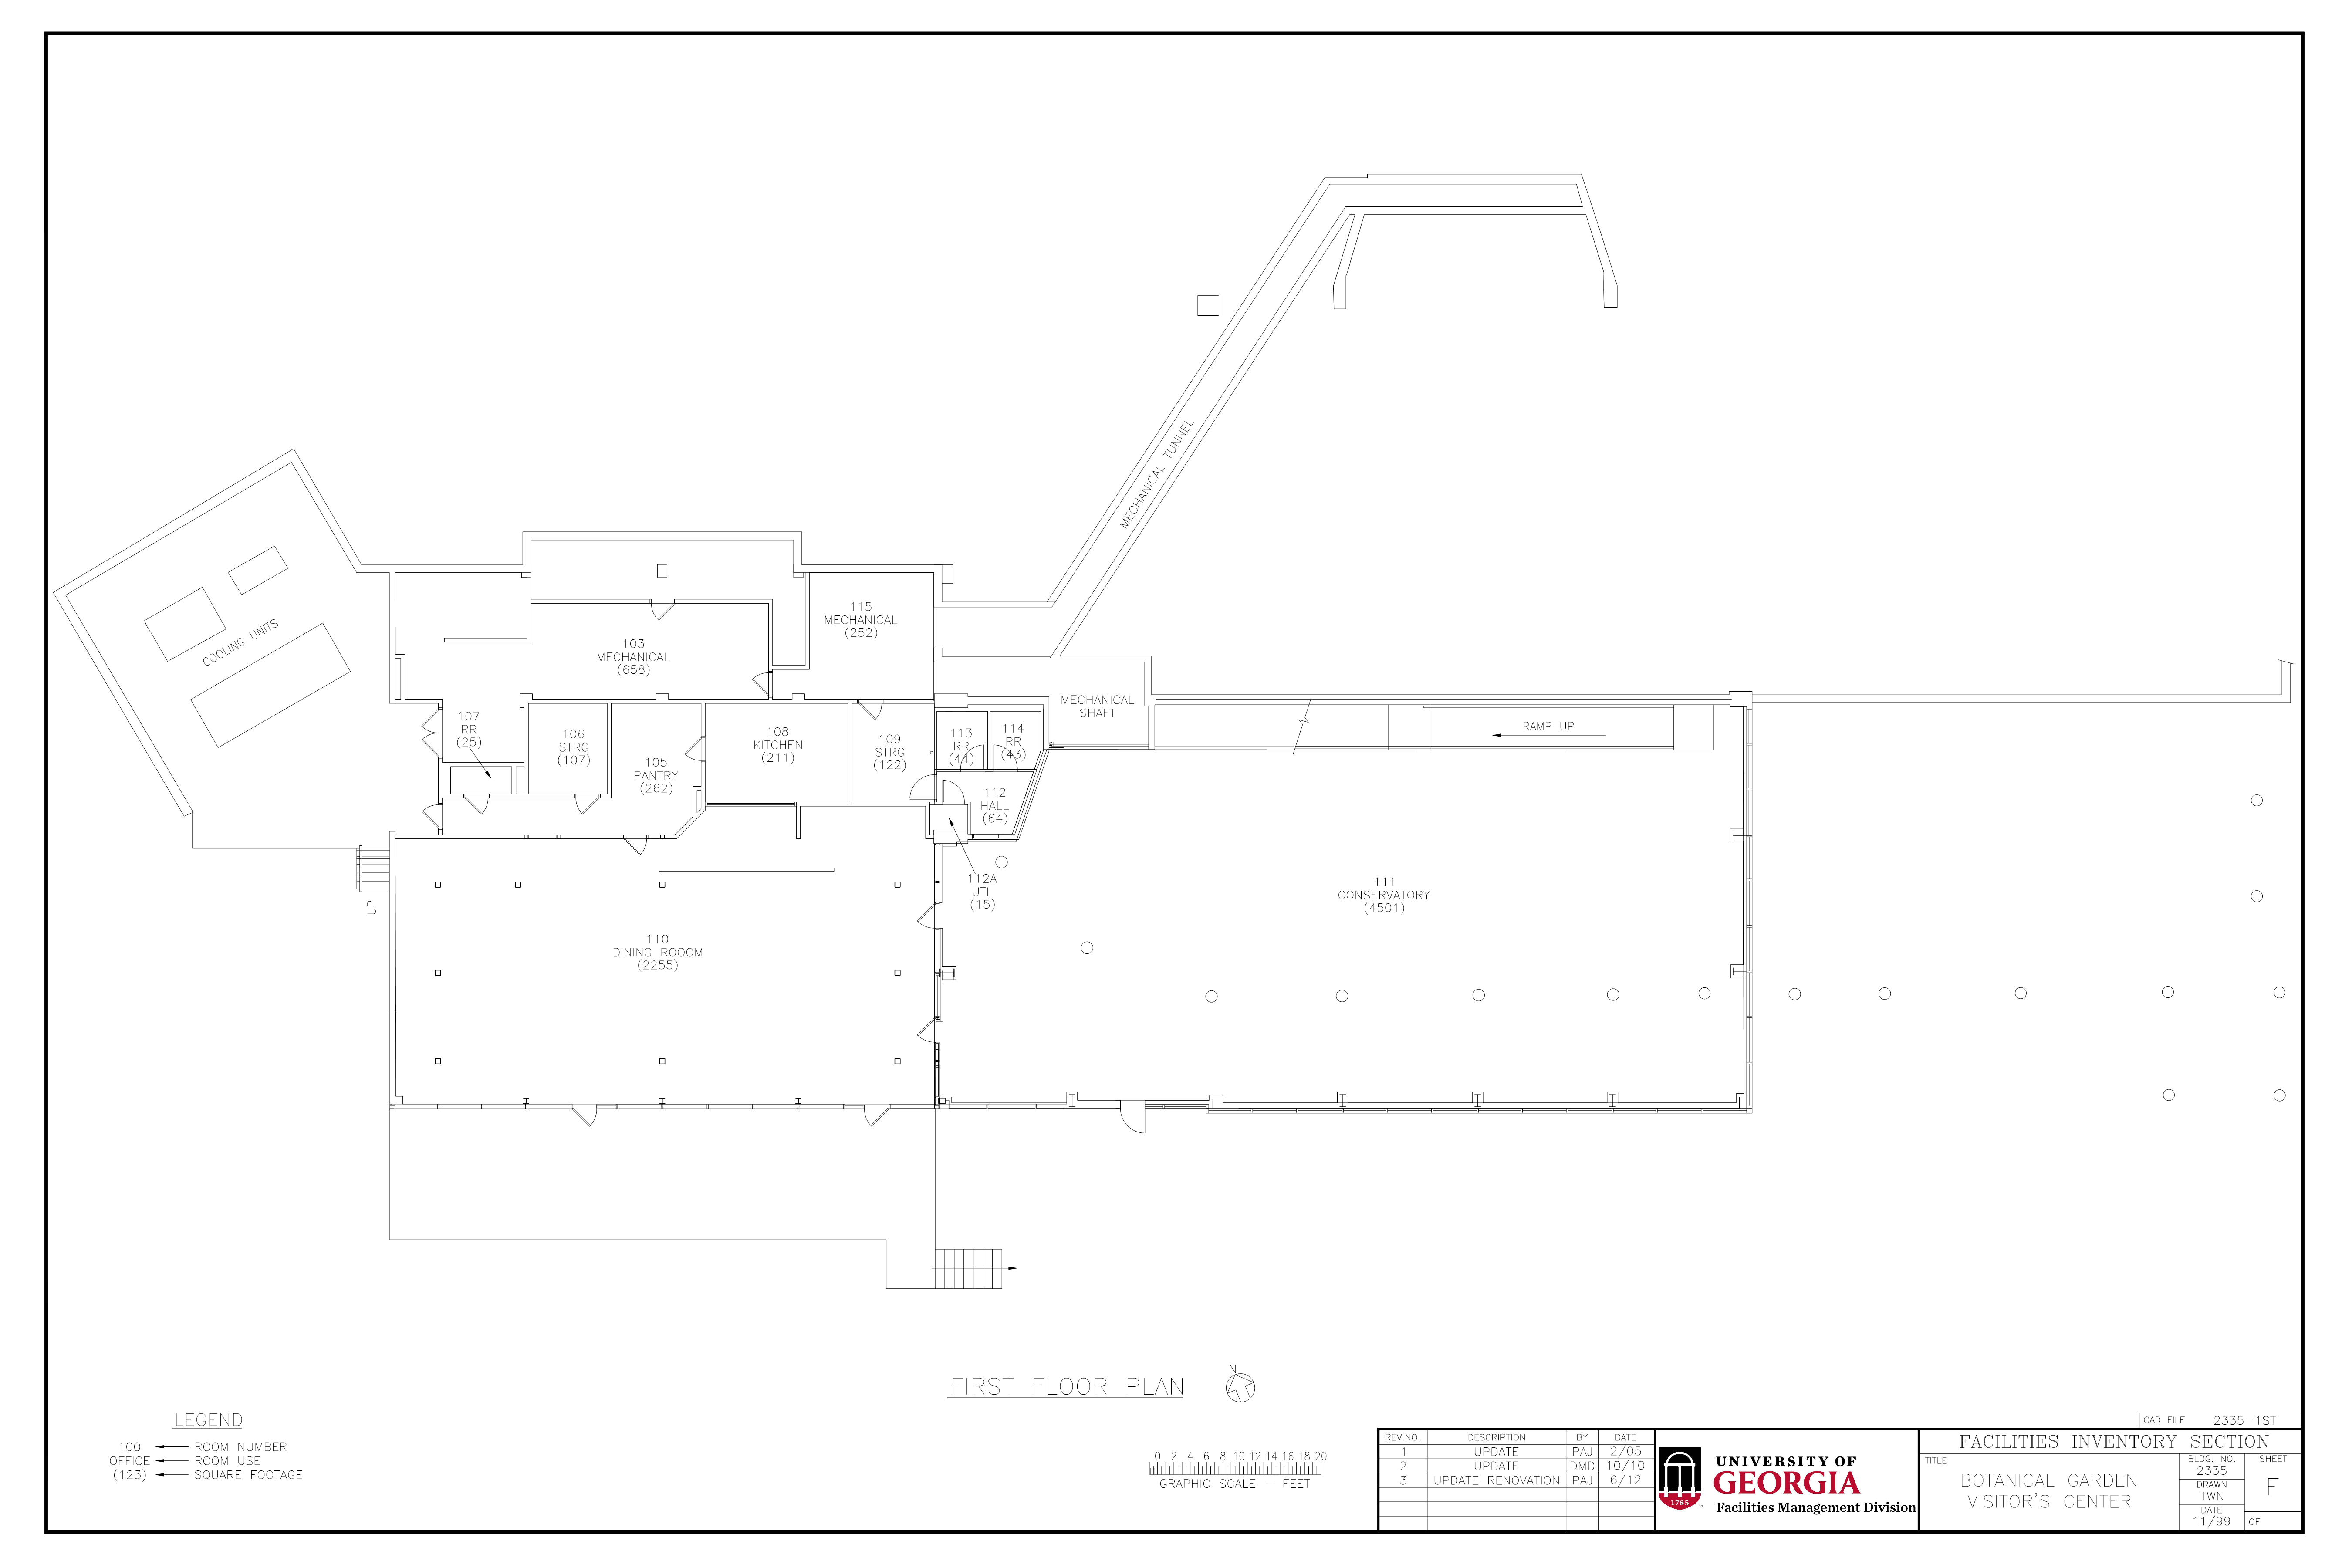 MECHANICAL TUNNEL
COOLING UNITS
115
MECHANICAL
(252)
103
MECHANICAL
(658)
MECHANICAL
SHAFT
RAMP UP
107
RR
(25)
106
STRG
(107)
105
PANTRY
(262)
108
KITCHEN
(211)
109
STRG
(122)
113
RR
(44)
114
RR
(43)
112
HALL
(64)
112A
UTL
(15)
111
CONSERVATORY
(4501)
UP
110
DINING ROOOM
(2255)
FIRST FLOOR PLAN
N
LEGEND
100 ROOM NUMBER
OFFICE ROOM USE
(123) SQUARE FOOTAGE
0 2 4 6 8 10 12 14 16 18 20
GRAPHIC SCALE – FEET
CAD FILE 2335–1ST
REV.NO. DESCRIPTION BY DATE
1 UPDATE PAJ 2/05
2 UPDATE DMD 10/10
3 UPDATE RENOVATION PAJ 6/12
1785
UNIVERSITY OF
GEORGIA
Facilities Management Division
FACILITIES INVENTORY SECTION
TITLE
BOTANICAL GARDEN
VISITOR'S CENTER
BLDG. NO.
2335
DRAWN
TWN
DATE
11/99
SHEET
F
OF